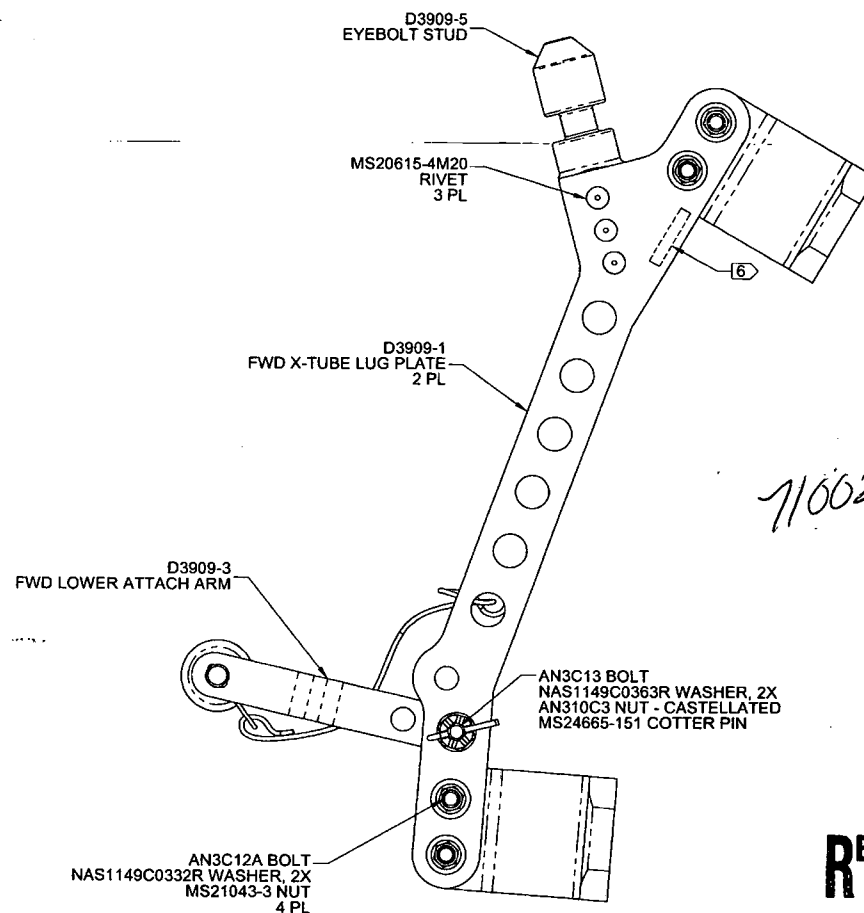 D3909-5
EYEBOLT STUD
MS20615-4M20
RIVET
3 PL
6
D3909-1
FWD X-TUBE LUG PLATE
2 PL
D3909-3
FWD LOWER ATTACH ARM
AN3C13 BOLT
NAS1149C0363R WASHER, 2X
AN310C3 NUT - CASTELLATED
MS24665-151 COTTER PIN
AN3C12A BOLT
NAS1149C0332R WASHER, 2X
MS21043-3 NUT
4 PL